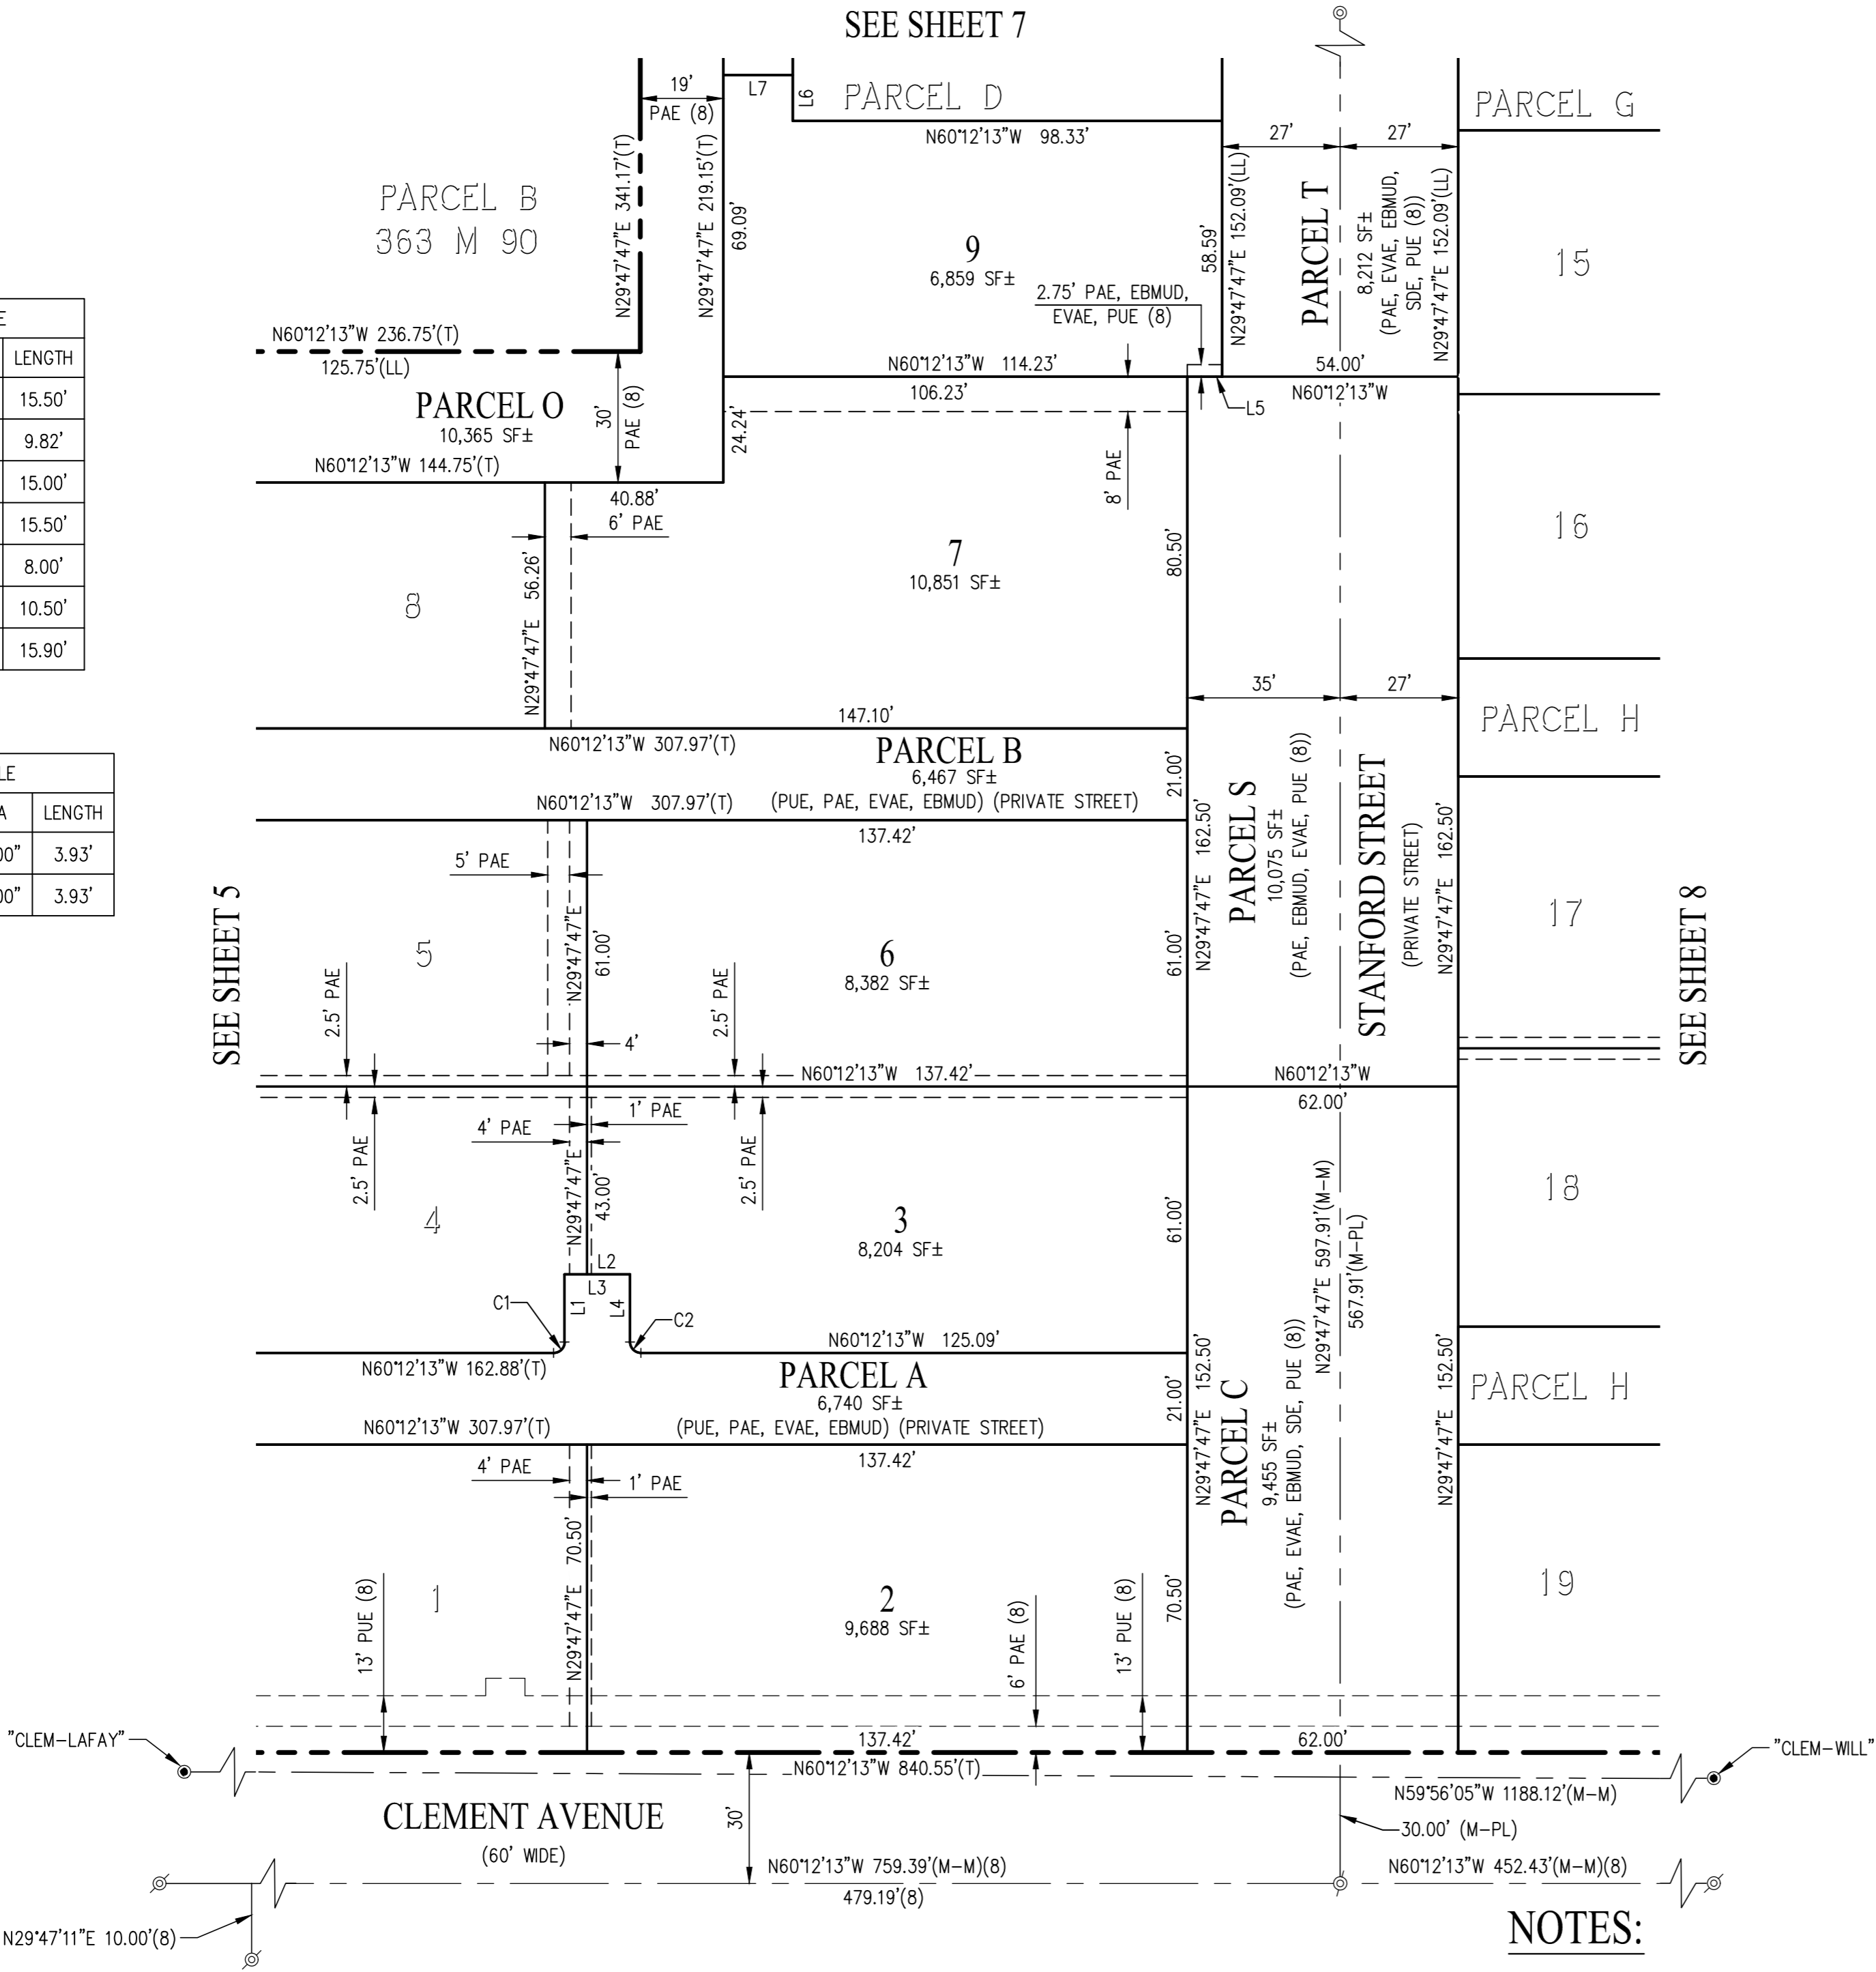 SEE SHEET 7
19'
PAE (8)
L7
L6
PARCEL D
N60°12'13"W 98.33'
PARCEL G
27'
27'
N29°47'47"E 341.17'(T)
N29°47'47"E 219.15'(T)
69.09'
PARCEL B
363 M 90
9
6,859 SF±
58.59'
N29°47'47"E 152.09'(LL)
PARCEL T
8,212 SF±
(PAE, EVAE, EBMUD,
SDE, PUE (8))
N29°47'47"E 152.09'(LL)
15
2.75' PAE, EBMUD,
EVAE, PUE (8)
E
LENGTH
15.50'
9.82'
15.00'
15.50'
8.00'
10.50'
15.90'
N60°12'13"W 236.75'(T)
125.75'(LL)
PARCEL O
10,365 SF±
30'
PAE (8)
N60°12'13"W 144.75'(T)
N60°12'13"W 114.23'
106.23'
24.24'
54.00'
N60°12'13"W
L5
8' PAE
40.88'
6' PAE
N29°47'47"E 56.26'
8
7
10,851 SF±
80.50'
16
35'
27'
147.10'
N60°12'13"W 307.97'(T)
PARCEL B
6,467 SF±
(PUE, PAE, EVAE, EBMUD) (PRIVATE STREET)
N60°12'13"W 307.97'(T)
21.00'
PARCEL H
LE
A
LENGTH
00"
3.93'
00"
3.93'
137.42'
5' PAE
N29°47'47"E
61.00'
5
6
8,382 SF±
61.00'
N29°47'47"E 162.50'
PARCEL S
10,075 SF±
(PAE, EBMUD, EVAE, PUE (8))
STANFORD STREET
(PRIVATE STREET)
N29°47'47"E 162.50'
17
SEE SHEET 5
SEE SHEET 8
2.5' PAE
2.5' PAE
4'
N60°12'13"W 137.42'
N60°12'13"W
62.00'
1' PAE
4' PAE
2.5' PAE
2.5' PAE
N29°47'47"E
43.00'
4
3
8,204 SF±
61.00'
N29°47'47"E 597.91'(M-M)
567.91'(M-PL)
18
L2
L3
L1
L4
C1
C2
N60°12'13"W 125.09'
N60°12'13"W 162.88'(T)
PARCEL A
6,740 SF±
(PUE, PAE, EVAE, EBMUD) (PRIVATE STREET)
N60°12'13"W 307.97'(T)
21.00'
N29°47'47"E 152.50'
PARCEL C
9,455 SF±
(PAE, EVAE, EBMUD, SDE, PUE (8))
N29°47'47"E 152.50'
PARCEL H
137.42'
4' PAE
1' PAE
N29°47'47"E 70.50'
1
2
9,688 SF±
70.50'
19
13' PUE (8)
6' PAE (8)
13' PUE (8)
137.42'
62.00'
"CLEM-LAFAY"
"CLEM-WILL"
N60°12'13"W 840.55'(T)
N59°56'05"W 1188.12'(M-M)
CLEMENT AVENUE
(60' WIDE)
30'
30.00' (M-PL)
N60°12'13"W 759.39'(M-M)(8)
479.19'(8)
N60°12'13"W 452.43'(M-M)(8)
N29°47'11"E 10.00'(8)
NOTES: